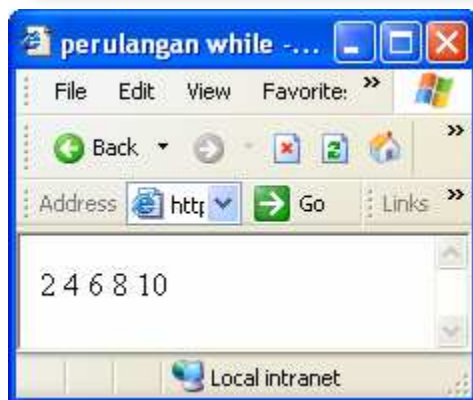 perulangan while -...
File Edit View Favorite: »
Back »
Address http Go Links »
2 4 6 8 10
Local intranet